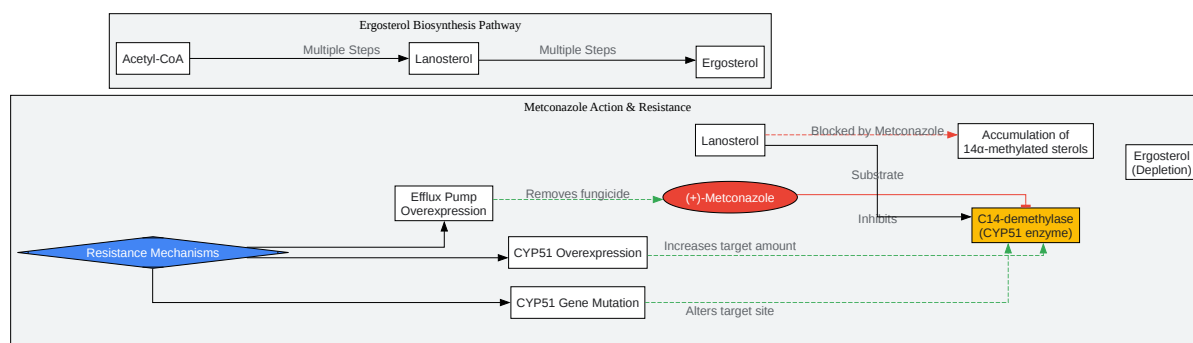 Ergosterol Biosynthesis Pathway
Acetyl-CoA
Multiple Steps
Lanosterol
Multiple Steps
Ergosterol
Metconazole Action & Resistance
Lanosterol
Blocked by Metconazole
Accumulation of
14α-methylated sterols
Ergosterol
(Depletion)
Substrate
Efflux Pump
Overexpression
Removes fungicide
(+)-Metconazole
Inhibits
C14-demethylase
(CYP51 enzyme)
Resistance Mechanisms
CYP51 Overexpression
Increases target amount
CYP51 Gene Mutation
Alters target site